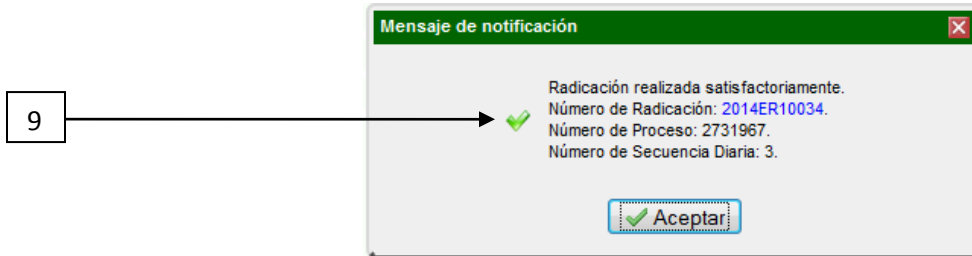 Mensaje de notificación
9
Radicación realizada satisfactoriamente.
Número de Radicación: 2014ER10034.
Número de Proceso: 2731967.
Número de Secuencia Diaria: 3.
Aceptar